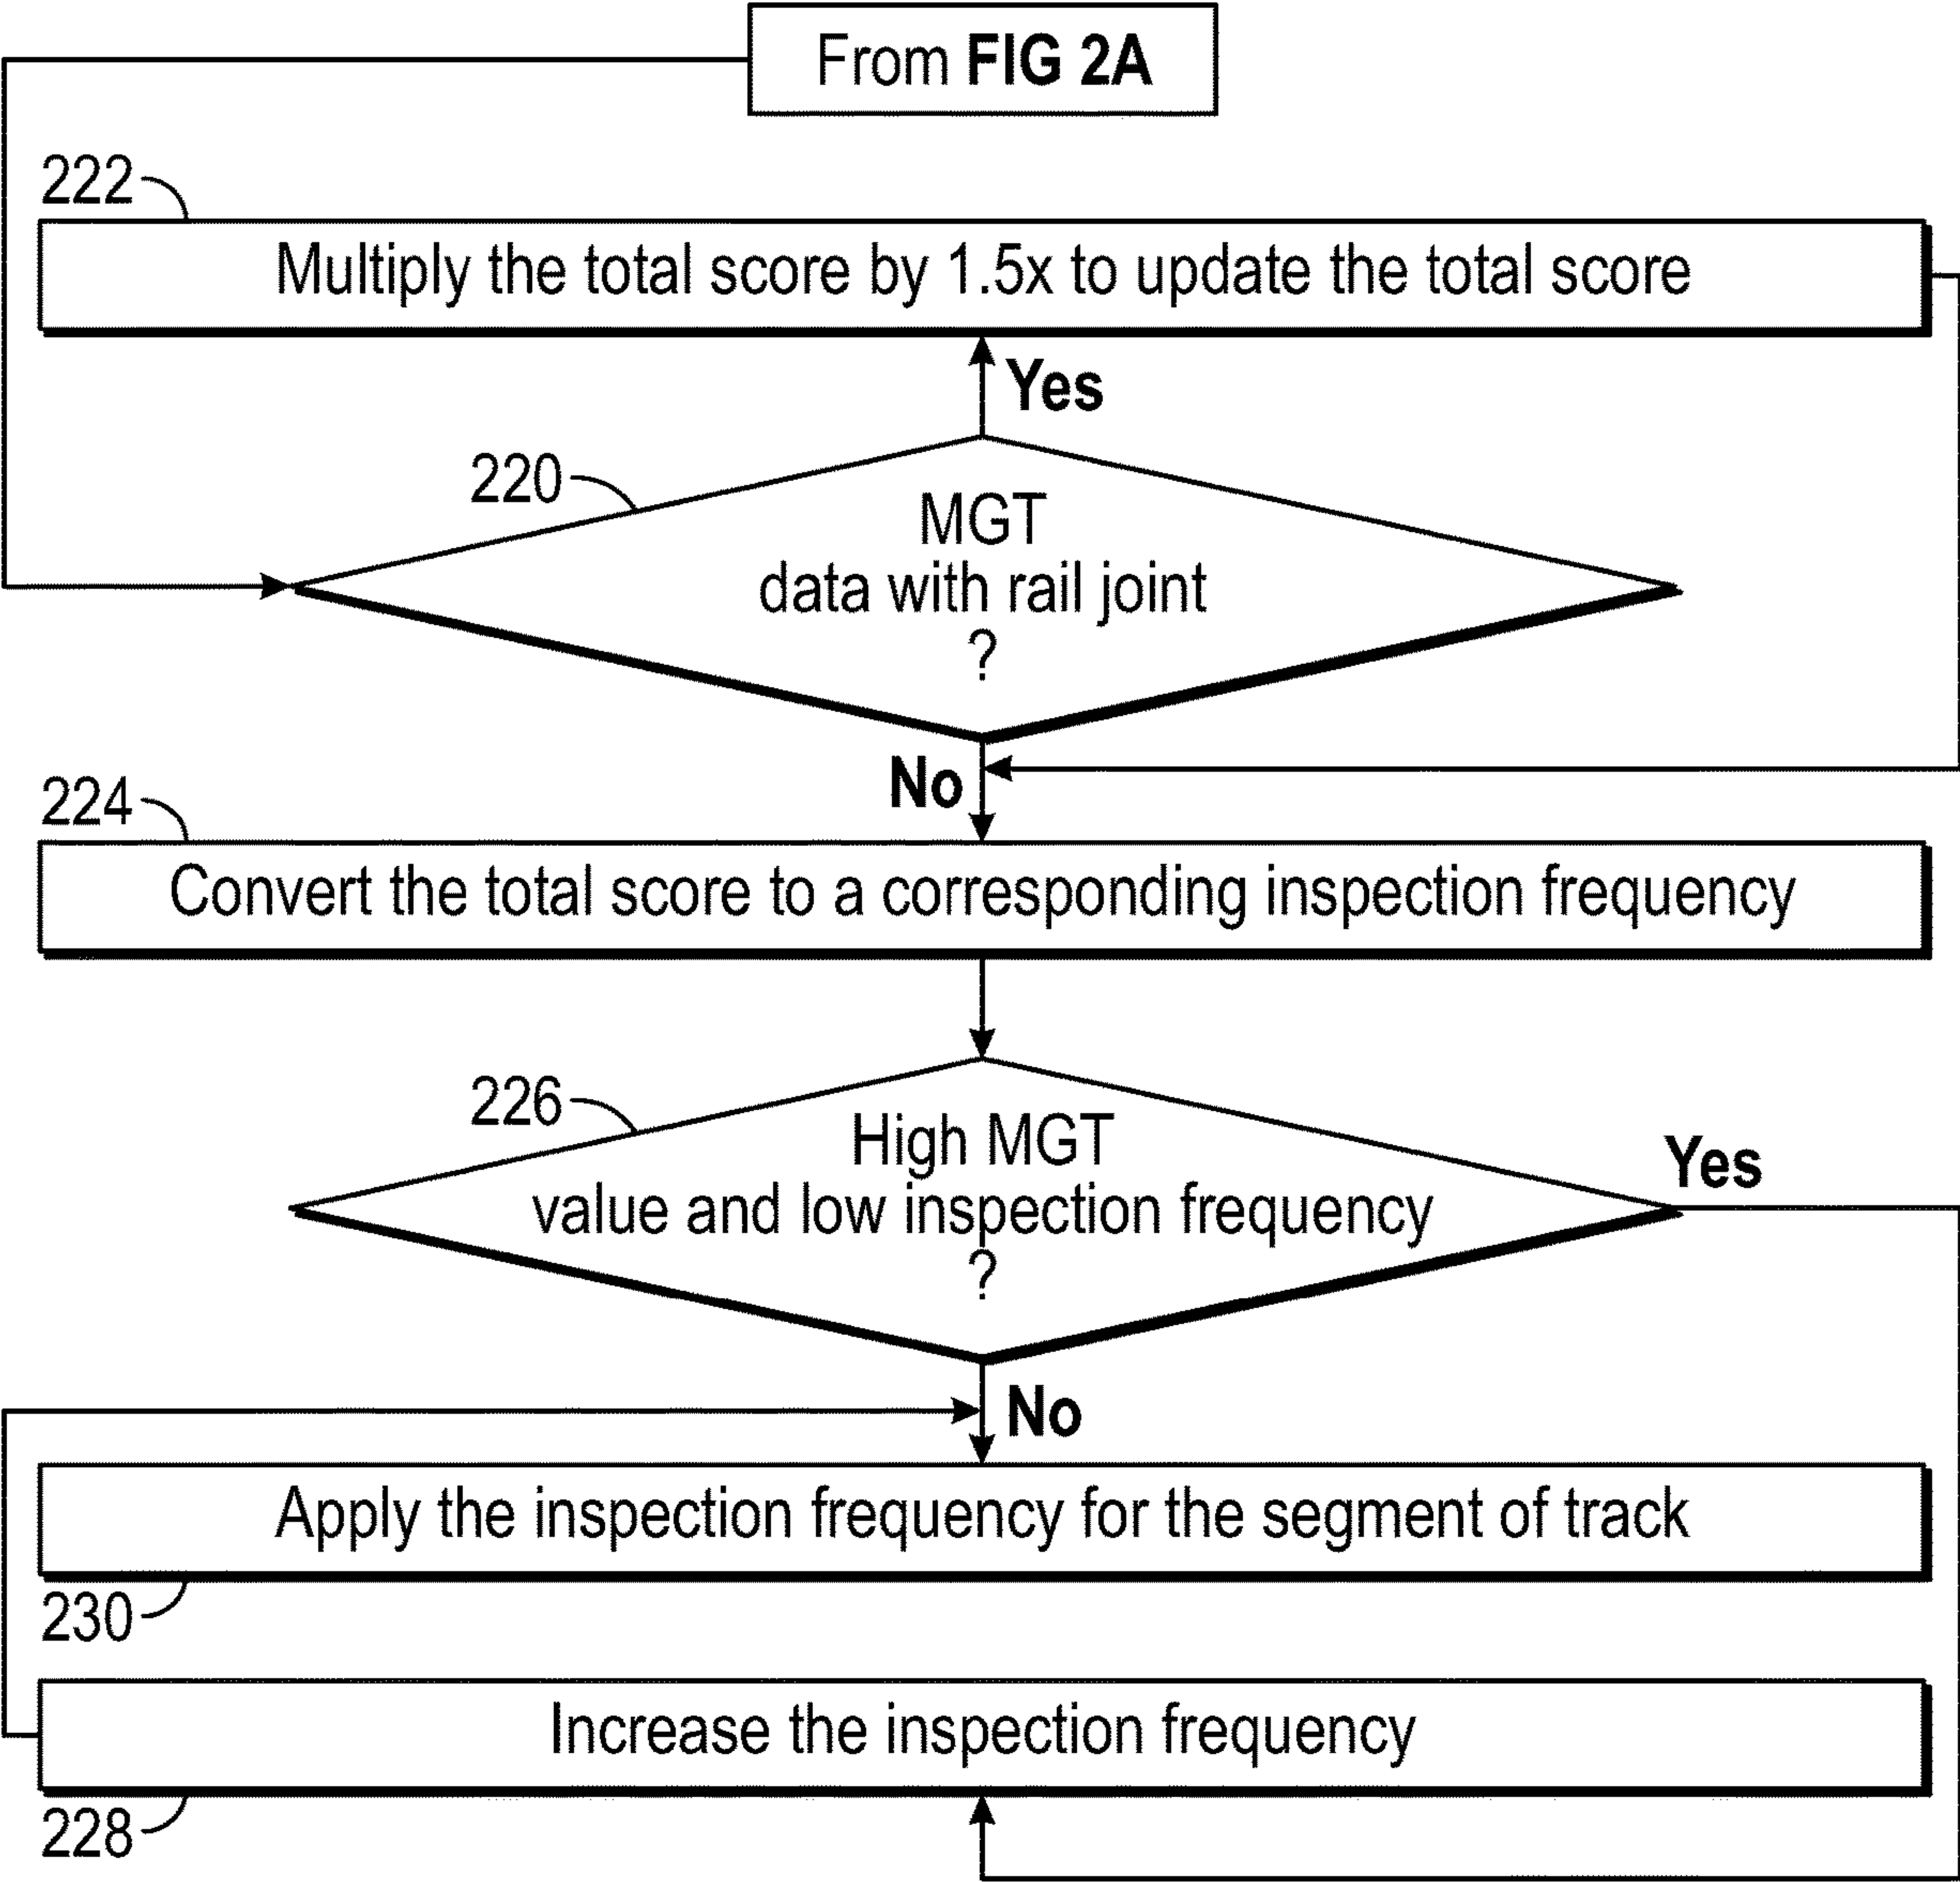 From FIG 2A
222
Multiply the total score by 1.5x to update the total score
Yes
220
MGT
data with rail joint
?
No
224
Convert the total score to a corresponding inspection frequency
226
High MGT
value and low inspection frequency
?
Yes
No
Apply the inspection frequency for the segment of track
230
Increase the inspection frequency
228